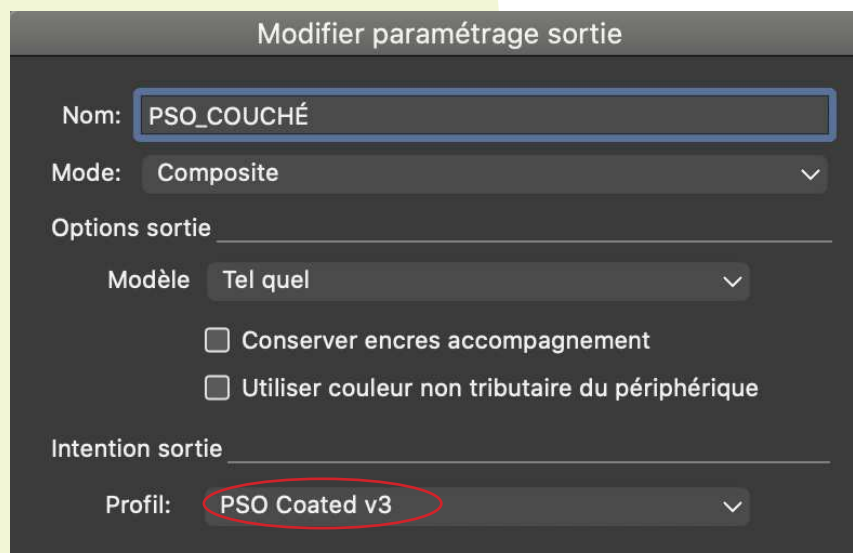 Modifier paramétrage sortie
Nom: PSO_COUCHÉ
Mode: Composite
Options sortie
Modèle Tel quel
Conserver encres accompagnement
Utiliser couleur non tributaire du périphérique
Intention sortie
Profil: PSO Coated v3